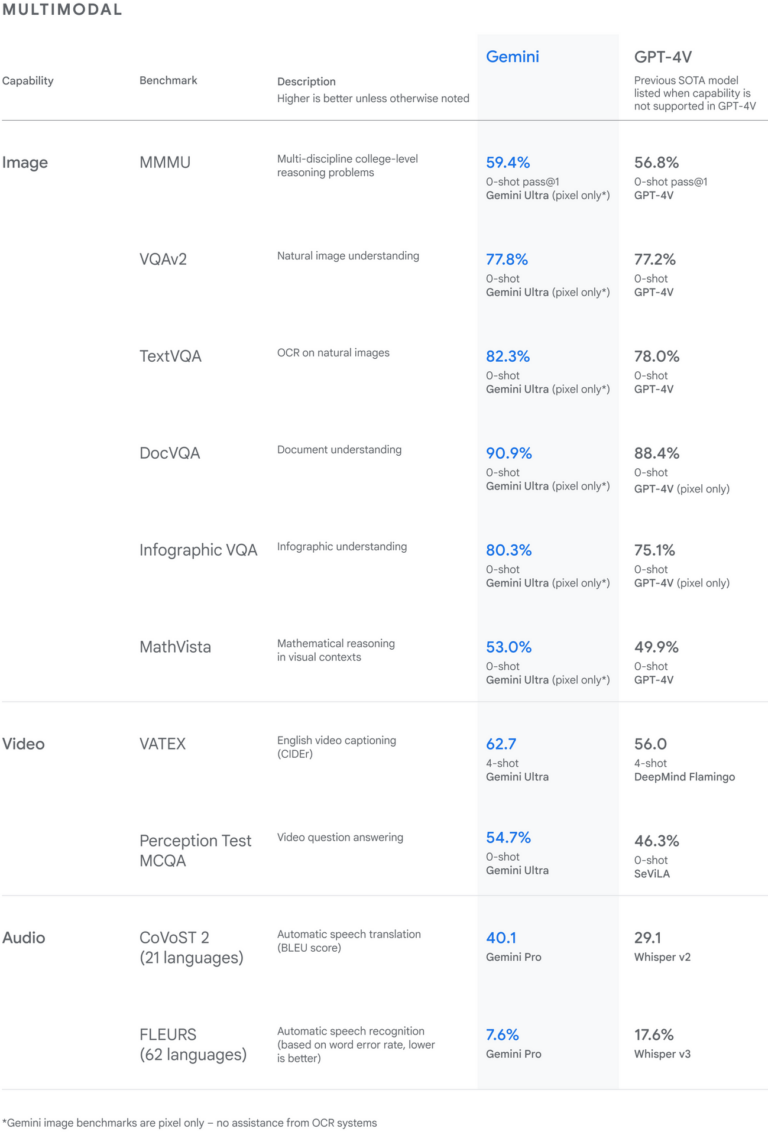 MULTIMODAL
Gemini
GPT-4V
Capability
Benchmark
Description
Higher is better unless otherwise noted
Previous SOTA model
listed when capability is
not supported in GPT-4V
Image
MMMU
Multi-discipline college-level
reasoning problems
59.4%
0-shot pass@1
Gemini Ultra (pixel only*)
56.8%
0-shot pass@1
GPT-4V
VQAv2
Natural image understanding
77.8%
0-shot
Gemini Ultra (pixel only*)
77.2%
0-shot
GPT-4V
TextVQA
OCR on natural images
82.3%
0-shot
Gemini Ultra (pixel only*)
78.0%
0-shot
GPT-4V
DocVQA
Document understanding
90.9%
0-shot
Gemini Ultra (pixel only*)
88.4%
0-shot
GPT-4V (pixel only)
Infographic VQA
Infographic understanding
80.3%
0-shot
Gemini Ultra (pixel only*)
75.1%
0-shot
GPT-4V (pixel only)
MathVista
Mathematical reasoning
in visual contexts
53.0%
0-shot
Gemini Ultra (pixel only*)
49.9%
0-shot
GPT-4V
Video
VATEX
English video captioning
(CIDEr)
62.7
4-shot
Gemini Ultra
56.0
4-shot
DeepMind Flamingo
Perception Test
MCQA
Video question answering
54.7%
0-shot
Gemini Ultra
46.3%
0-shot
SeViLA
Audio
CoVoST 2
(21 languages)
Automatic speech translation
(BLEU score)
40.1
Gemini Pro
29.1
Whisper v2
FLEURS
(62 languages)
Automatic speech recognition
(based on word error rate, lower
is better)
7.6%
Gemini Pro
17.6%
Whisper v3
*Gemini image benchmarks are pixel only – no assistance from OCR systems